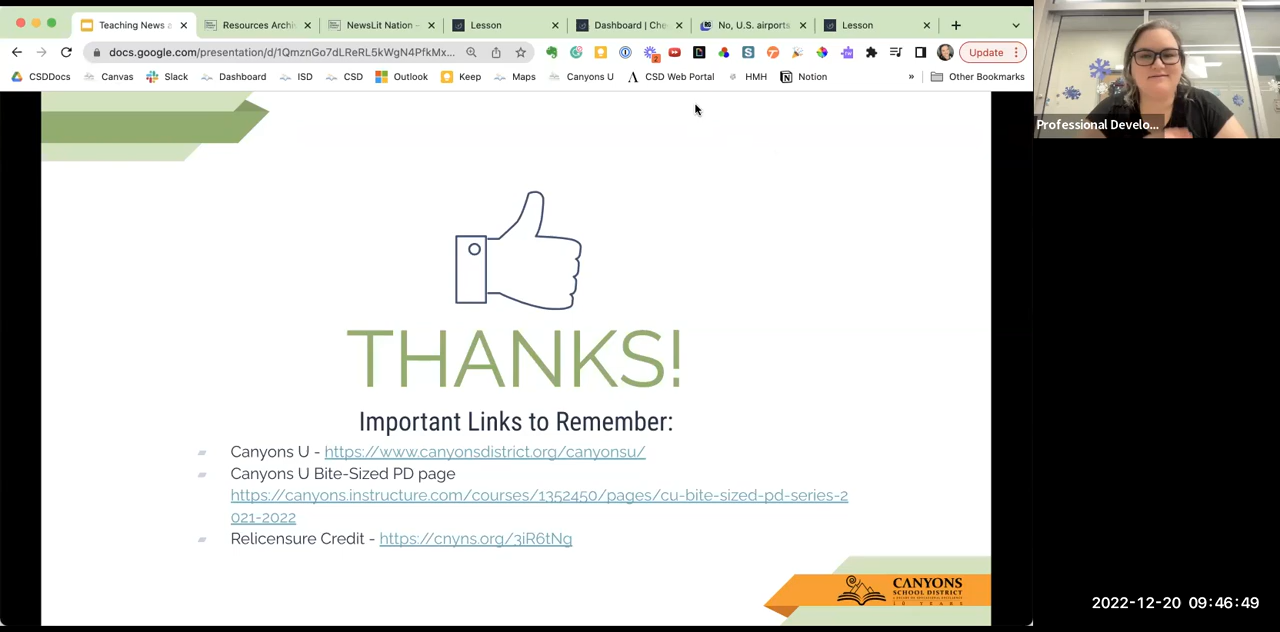 Teaching News a
Resources Archi
NewsLit Nation -
Lesson
Dashboard | Che
No, U.S. airports
Lesson
docs.google.com/presentation/d/1QmznGo7dLReRL5kWgN4PfkMx...
Update
CSDDocs
Canvas
Slack
Dashboard
ISD
CSD
Outlook
Keep
Maps
Canyons U
CSD Web Portal
HMH
Notion
»
Other Bookmarks
Professional Develo...
THANKS!
Important Links to Remember:
Canyons U - https://www.canyonsdistrict.org/canyonsu/
Canyons U Bite-Sized PD page
https://canyons.instructure.com/courses/1352450/pages/cu-bite-sized-pd-series-2
021-2022
Relicensure Credit - https://cnyns.org/3iR6tNg
CANYONS
SCHOOL DISTRICT
10 YEARS
2022-12-20 09:46:49